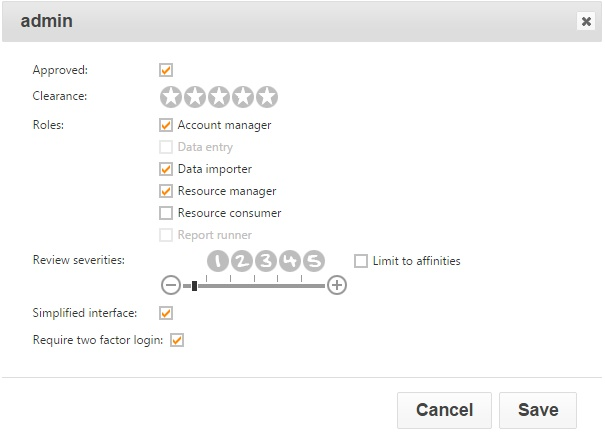 admin
Approved:
Clearance:
Roles: Account manager
Data entry
Data importer
Resource manager
Resource consumer
Report runner
Review severities: 1 2 3 4 5 Limit to affinities
Simplified interface:
Require two factor login:
Cancel Save